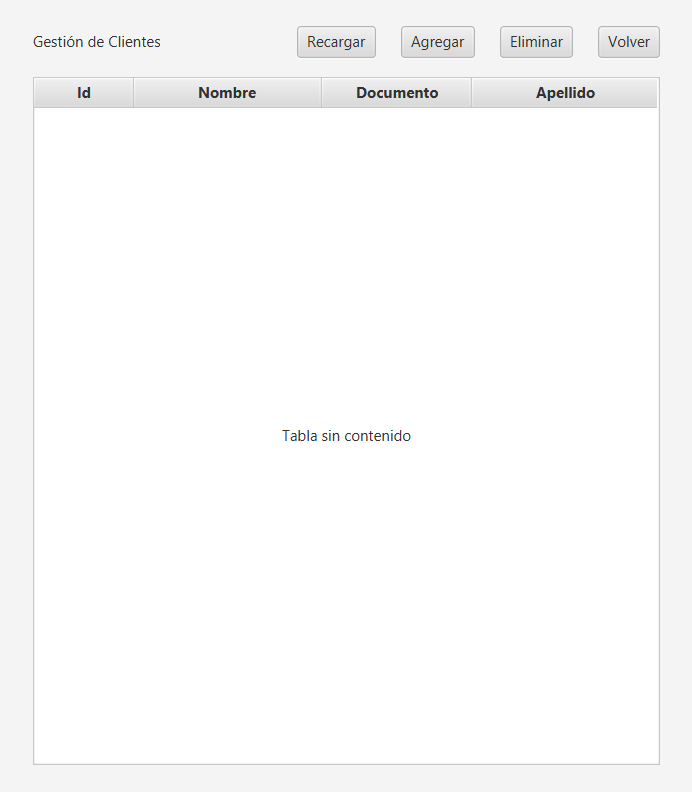 Gestión de Clientes Recargar Agregar Eliminar Volver
Id Nombre Documento Apellido
Tabla sin contenido